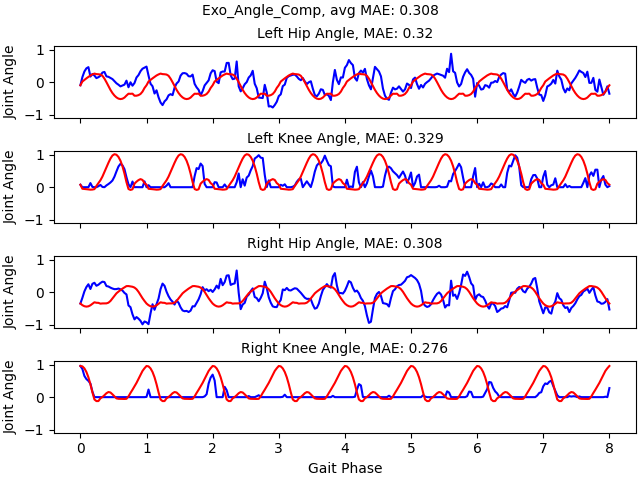 Exo_Angle_Comp, avg MAE: 0.308
Left Hip Angle, MAE: 0.32
Joint Angle
1
0
−1
Left Knee Angle, MAE: 0.329
Joint Angle
1
0
−1
Right Hip Angle, MAE: 0.308
Joint Angle
1
0
−1
Right Knee Angle, MAE: 0.276
Joint Angle
1
0
−1
0 1 2 3 4 5 6 7 8
Gait Phase